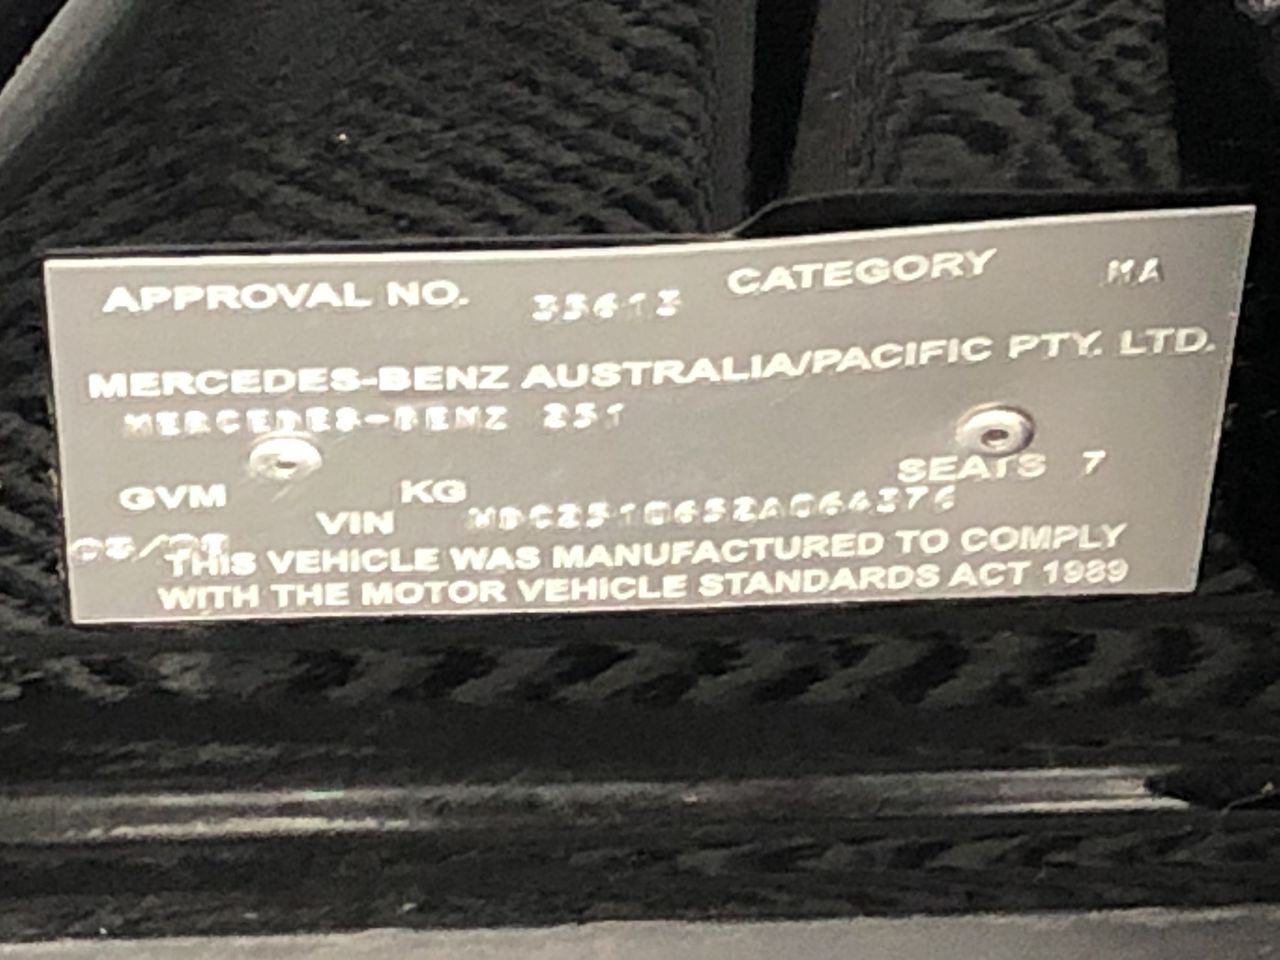 APPROVAL NO. 33613 CATEGORY MA
MERCEDES-BENZ AUSTRALIA/PACIFIC PTY. LTD.
MERCEDES-BENZ 251
GVM KG SEATS 7
VIN
THIS VEHICLE WAS MANUFACTURED TO COMPLY
WITH THE MOTOR VEHICLE STANDARDS ACT 1989